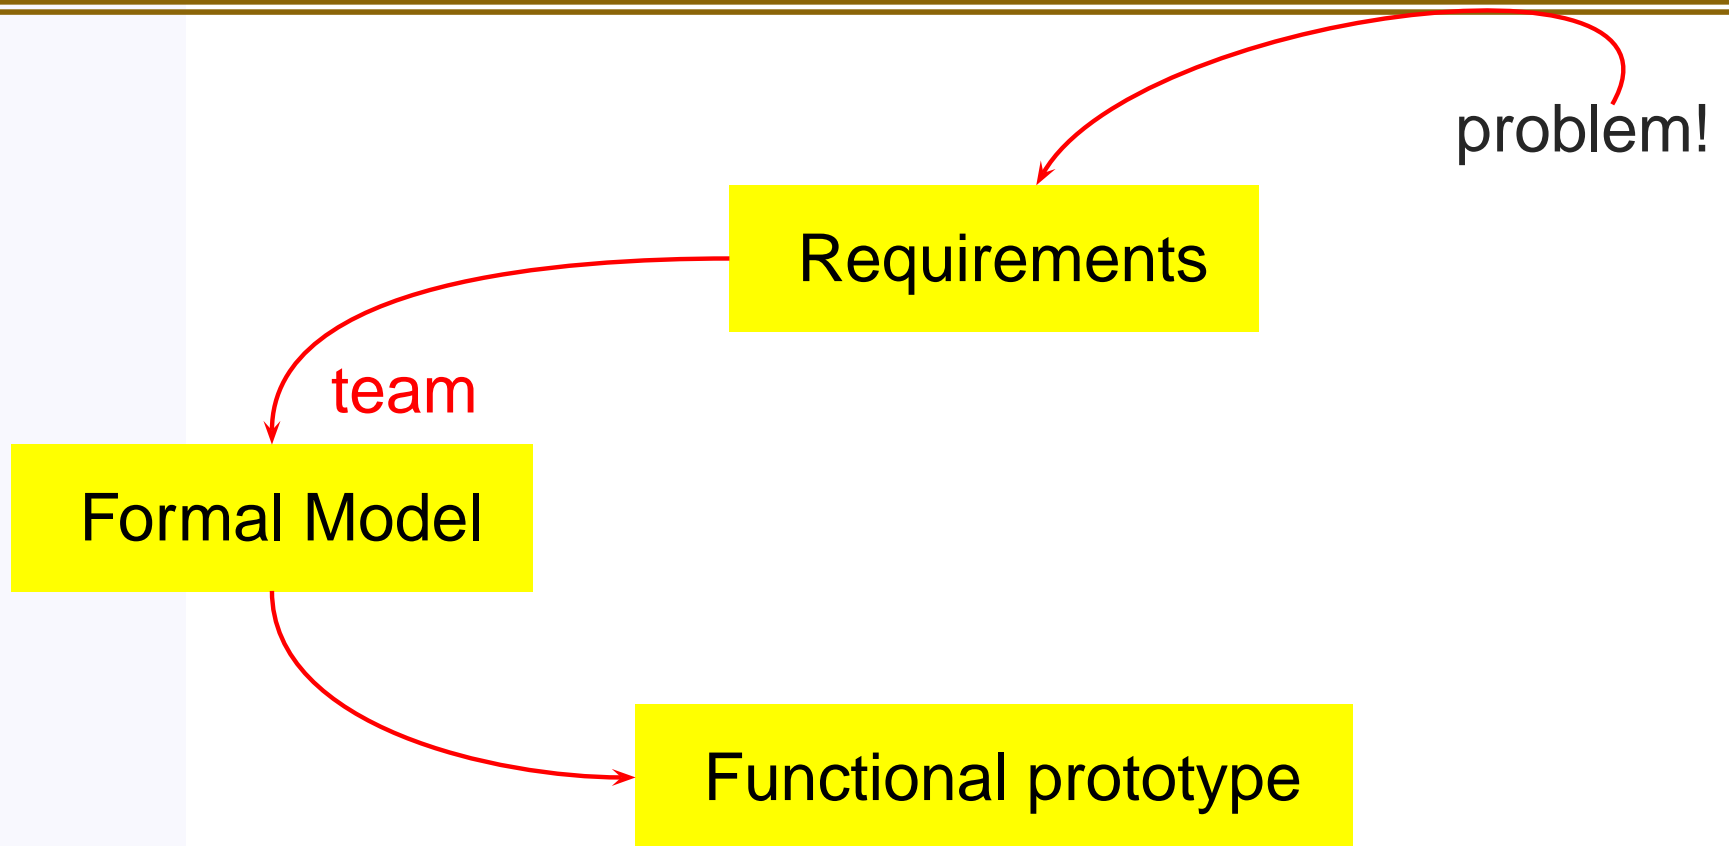 problem!
Requirements
team
Formal Model
Functional prototype